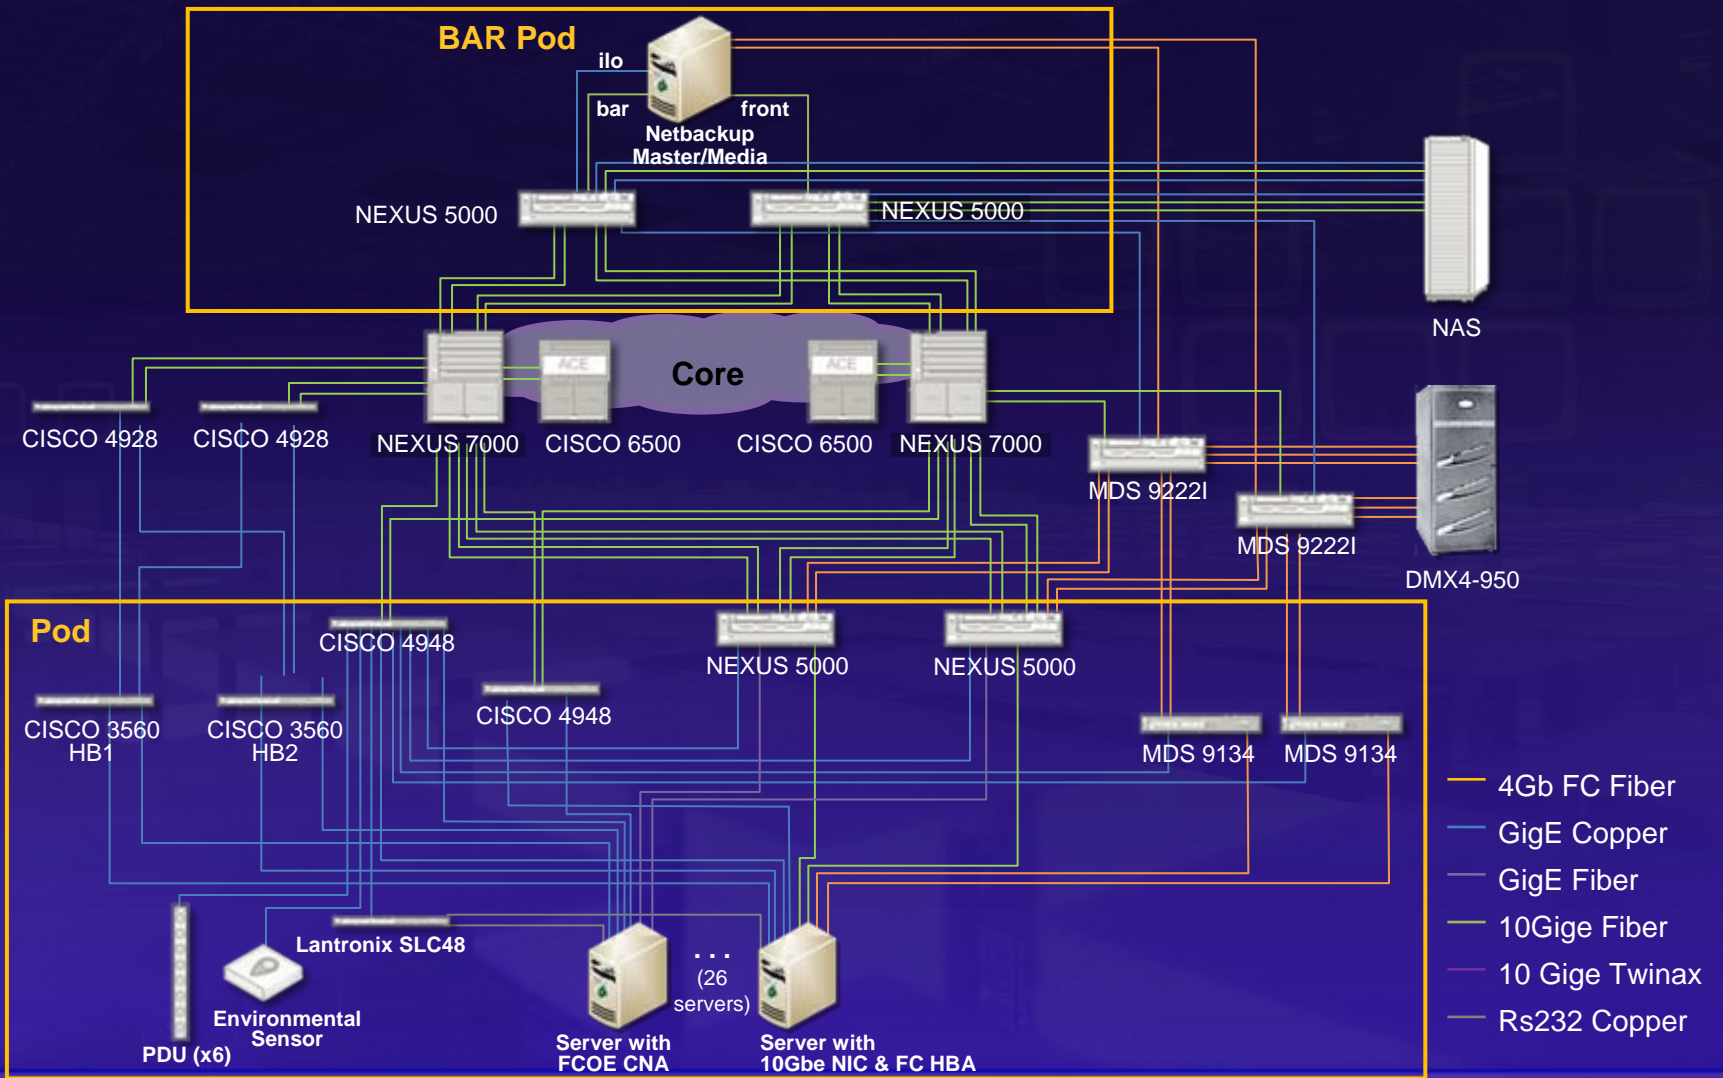 BAR Pod
ilo
bar
front
Netbackup
Master/Media
NEXUS 5000
NEXUS 5000
NAS
ACE
Core
ACE
CISCO 4928
CISCO 4928
NEXUS 7000
CISCO 6500
CISCO 6500
NEXUS 7000
MDS 9222I
MDS 9222I
DMX4-950
Pod
CISCO 4948
NEXUS 5000
NEXUS 5000
CISCO 4948
CISCO 3560
HB1
CISCO 3560
HB2
MDS 9134
MDS 9134
4Gb FC Fiber
GigE Copper
GigE Fiber
10Gige Fiber
10 Gige Twinax
Rs232 Copper
Lantronix SLC48
. . .
(26
servers)
Environmental
Sensor
PDU (x6)
Server with
FCOE CNA
Server with
10Gbe NIC & FC HBA